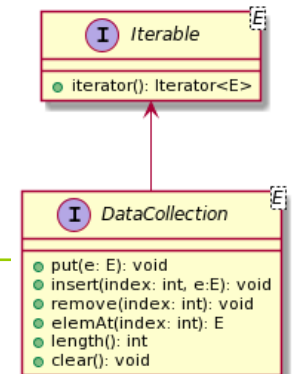 E
I Iterable
iterator(): Iterator<E>
E
I DataCollection
put(e: E): void
insert(index: int, e:E): void
remove(index: int): void
elemAt(index: int): E
length(): int
clear(): void